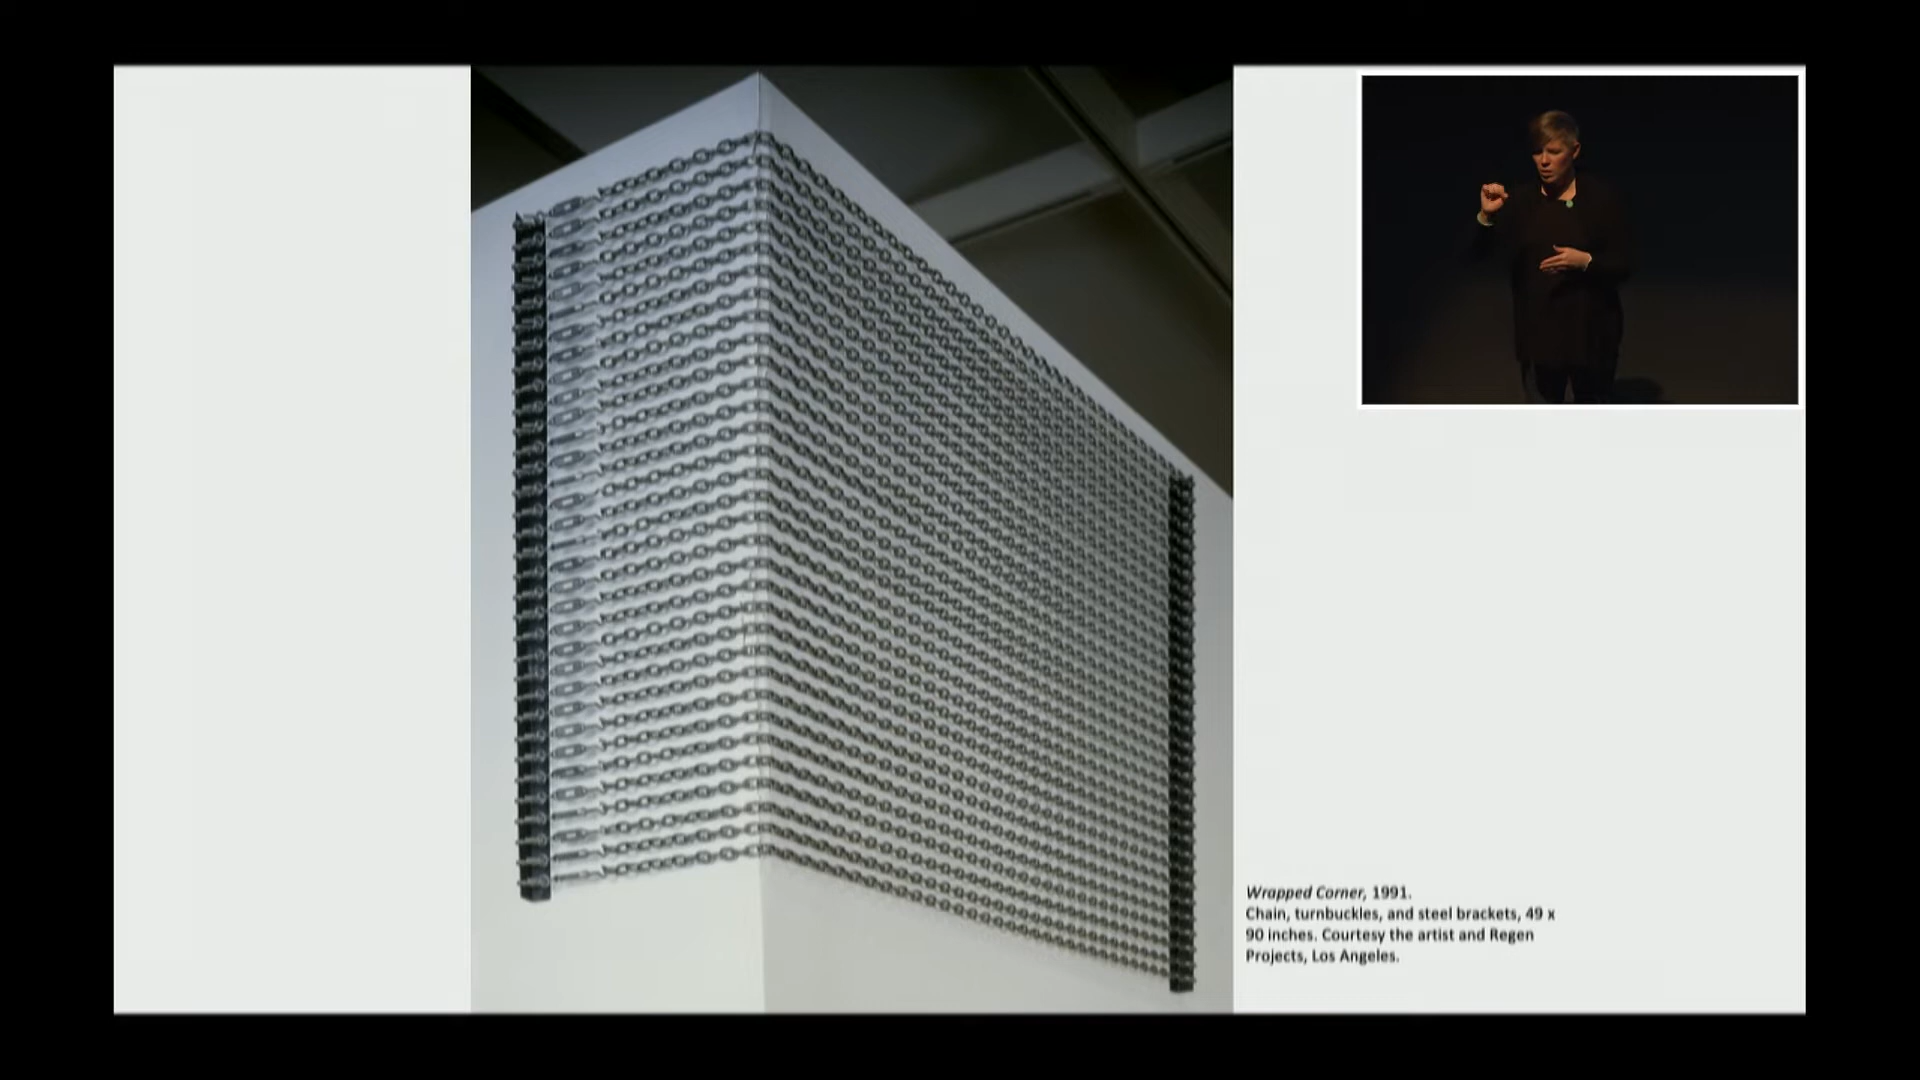 Wrapped Corner, 1991.
Chain, turnbuckles, and steel brackets, 49 x
90 inches. Courtesy the artist and Regen
Projects, Los Angeles.